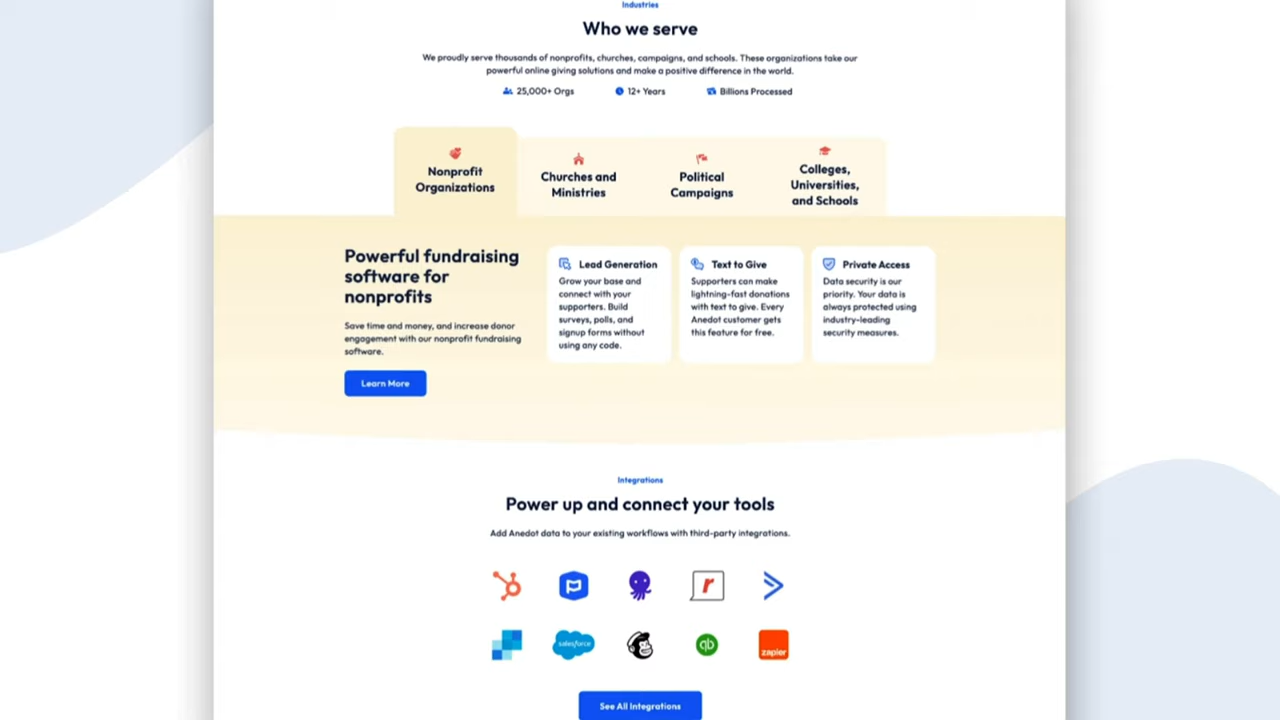 Industries
Who we serve
We proudly serve thousands of nonprofits, churches, campaigns, and schools. These organizations take our
powerful online giving solutions and make a positive difference in the world.
25,000+ Orgs
12+ Years
Billions Processed
Nonprofit
Organizations
Churches and
Ministries
Political
Campaigns
Colleges,
Universities,
and Schools
Powerful fundraising
software for
nonprofits
Save time and money, and increase donor
engagement with our nonprofit fundraising
software.
Learn More
Lead Generation
Grow your base and
connect with your
supporters. Build
surveys, polls, and
signup forms without
using any code.
Text to Give
Supporters can make
lightning-fast donations
with text to give. Every
Anedot customer gets
this feature for free.
Private Access
Data security is our
priority. Your data is
always protected using
industry-leading
security measures.
Integrations
Power up and connect your tools
Add Anedot data to your existing workflows with third-party integrations.
r
salesforce
qb
zapier
See All Integrations